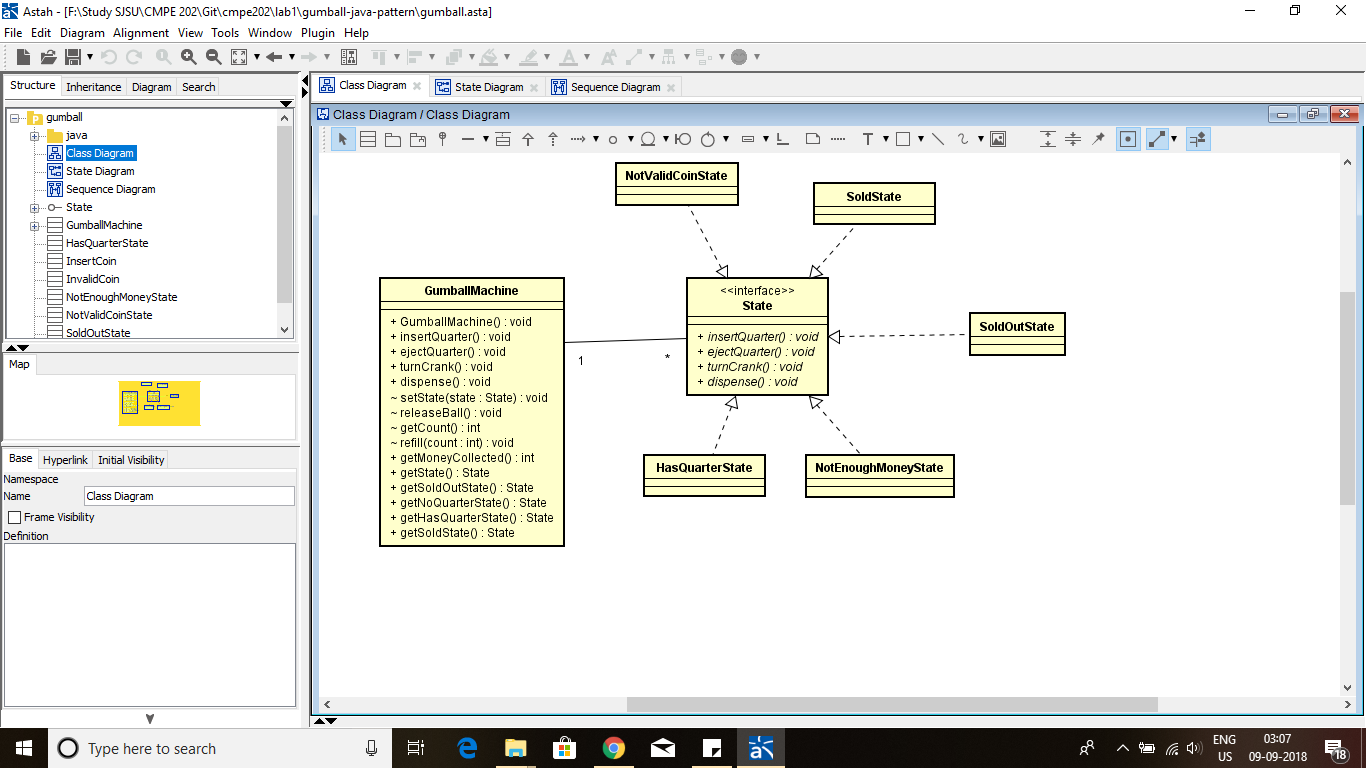 Astah - [F:\Study SJSU\CMPE 202\Git\cmpe202\lab1\gumball-java-pattern\gumball.asta]
File Edit Diagram Alignment View Tools Window Plugin Help
Structure Inheritance Diagram Search
gumball
java
Class Diagram
State Diagram
Sequence Diagram
State
GumballMachine
HasQuarterState
InsertCoin
InvalidCoin
NotEnoughMoneyState
NotValidCoinState
SoldOutState
Map
Base Hyperlink Initial Visibility
Namespace
Name Class Diagram
Frame Visibility
Definition
Class Diagram State Diagram Sequence Diagram
Class Diagram / Class Diagram
NotValidCoinState
SoldState
GumballMachine
+ GumballMachine() : void
+ insertQuarter() : void
+ ejectQuarter() : void
+ turnCrank() : void
+ dispense() : void
~ setState(state : State) : void
~ releaseBall() : void
~ getCount() : int
~ refill(count : int) : void
+ getMoneyCollected() : int
+ getState() : State
+ getSoldOutState() : State
+ getNoQuarterState() : State
+ getHasQuarterState() : State
+ getSoldState() : State
1 *
<<interface>>
State
+ insertQuarter() : void
+ ejectQuarter() : void
+ turnCrank() : void
+ dispense() : void
SoldOutState
HasQuarterState
NotEnoughMoneyState
Type here to search
ENG
US
03:07
09-09-2018
18